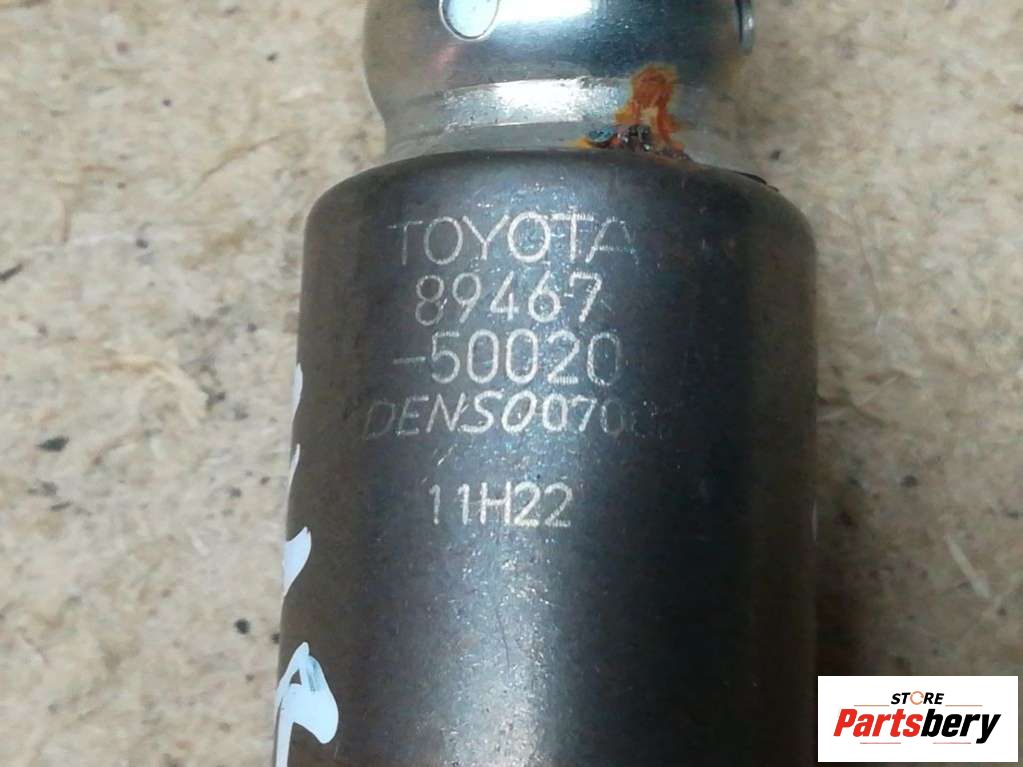 TOYOTA
89467
-50020
DENSO
11H22
STORE
Partsbery